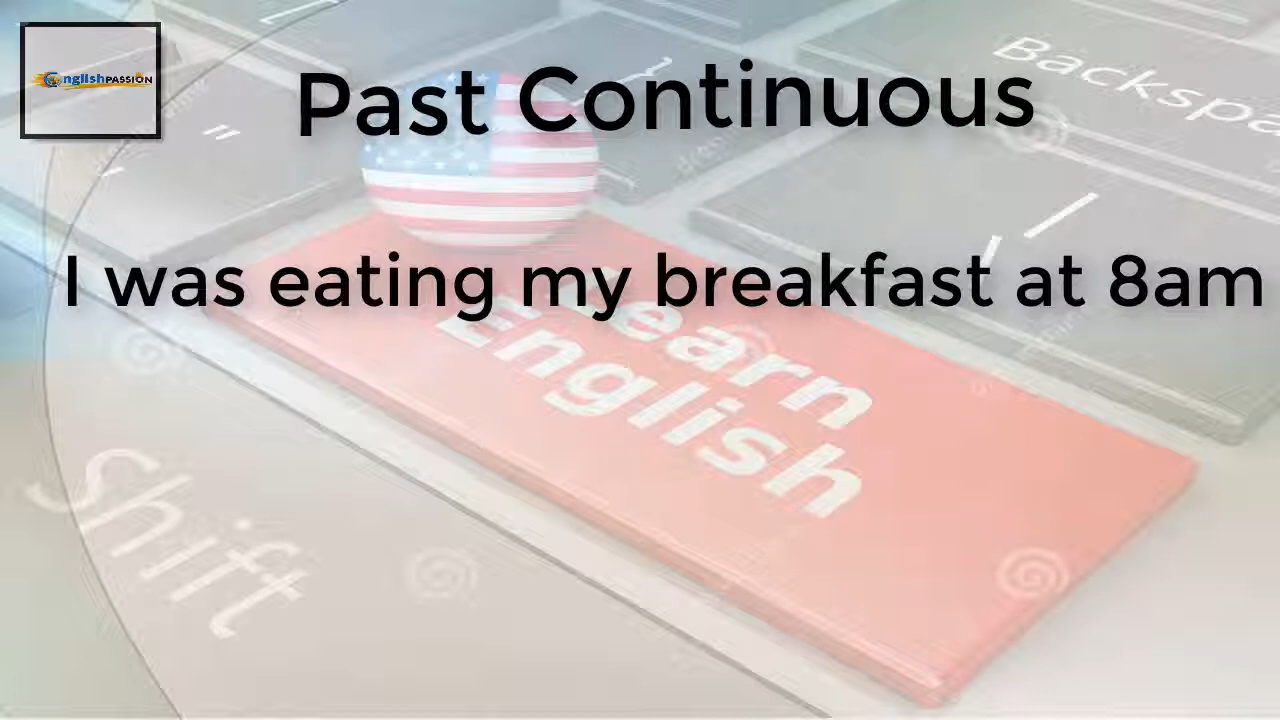 EnglishPASSION
Past Continuous
Backspa
"
I was eating my breakfast at 8am
Learn
English
Shift